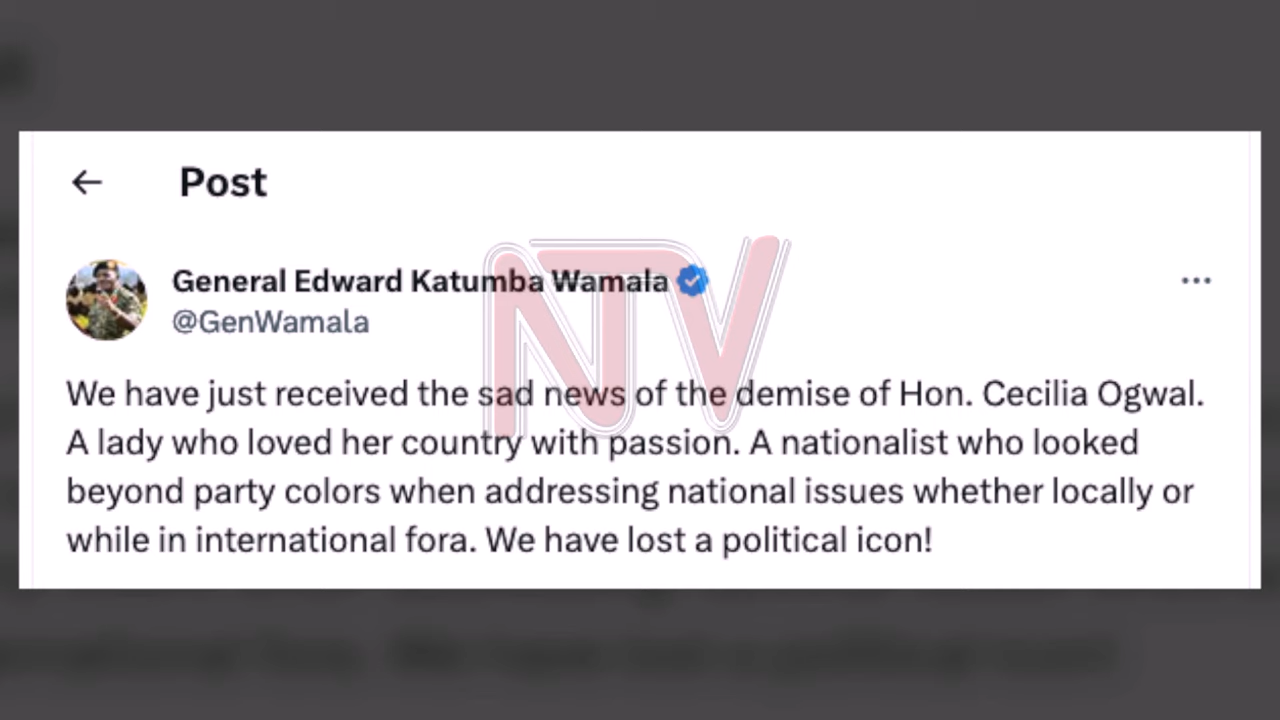 Post
General Edward Katumba Wamala
@GenWamala
NTV
We have just received the sad news of the demise of Hon. Cecilia Ogwal.
A lady who loved her country with passion. A nationalist who looked
beyond party colors when addressing national issues whether locally or
while in international fora. We have lost a political icon!